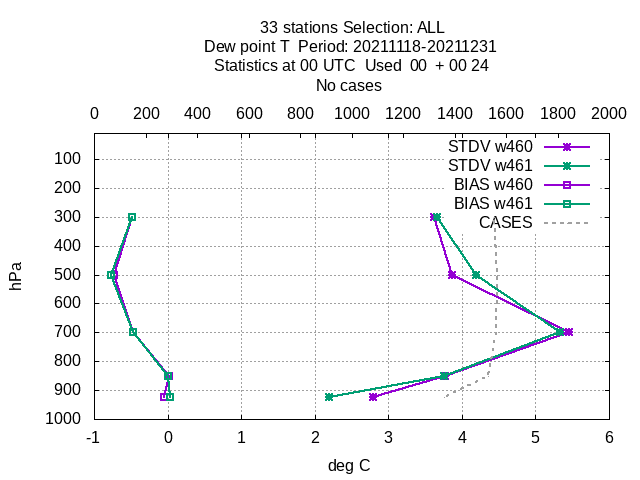 33 stations Selection: ALL
Dew point T  Period: 20211118-20211231
Statistics at 00 UTC  Used  00  + 00 24
No cases
0 200 400 600 800 1000 1200 1400 1600 1800 2000
STDV w460
STDV w461
BIAS w460
BIAS w461
CASES
100
200
300
400
500
600
700
800
900
1000
hPa
-1 0 1 2 3 4 5 6
deg C